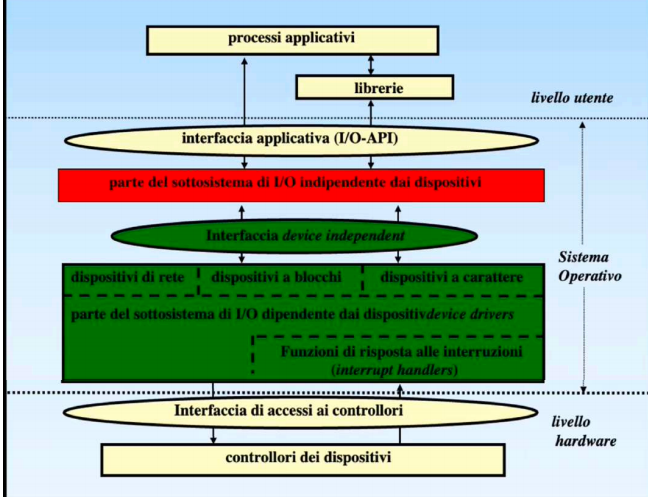 processi applicativi
librerie
livello utente
interfaccia applicativa (I/O-API)
parte del sottosistema di I/O indipendente dai dispositivi
Interfaccia device independent
Sistema
Operativo
dispositivi di rete
dispositivi a blocchi
dispositivi a carattere
parte del sottosistema di I/O dipendente dai dispositivdevice drivers
Funzioni di risposta alle interruzioni
(interrupt handlers)
Interfaccia di accessi ai controllori
livello
hardware
controllori dei dispositivi